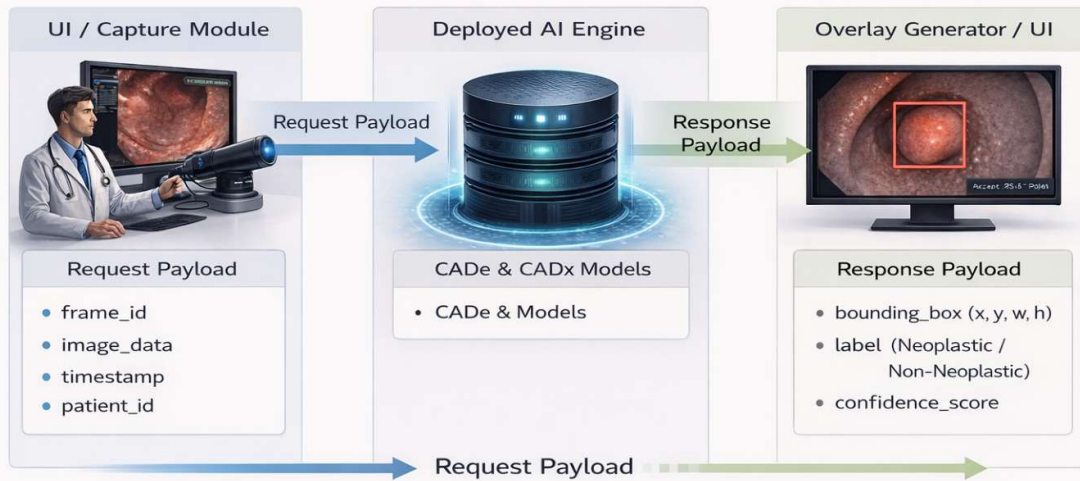 UI / Capture Module
Deployed AI Engine
Overlay Generator / UI
Request Payload
Response
Payload
Request Payload
frame_id
image_data
timestamp
patient_id
CADe & CADx Models
CADe & Models
Response Payload
bounding_box (x, y, w, h)
label (Neoplastic /
Non-Neoplastic)
confidence_score
Request Payload